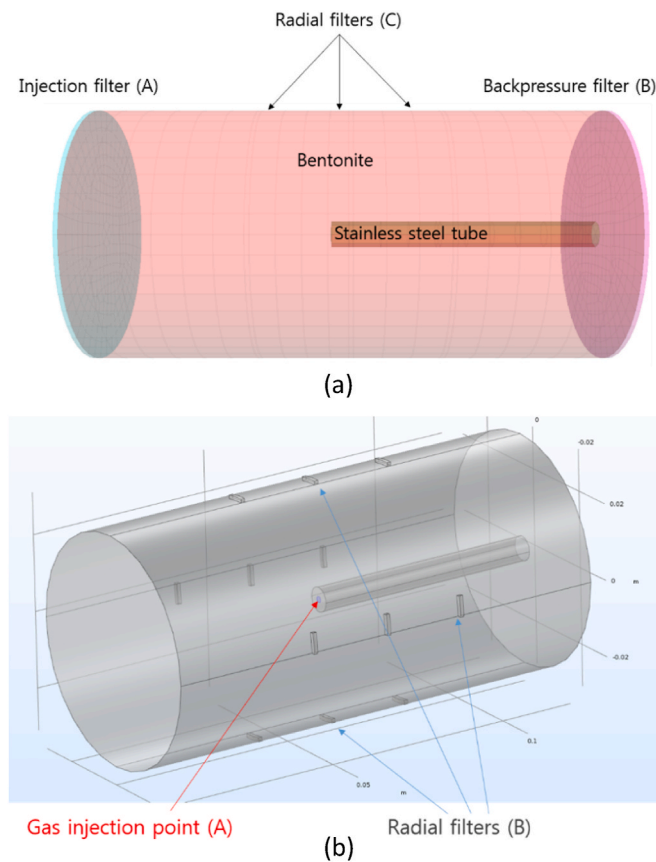 Radial filters (C)
Injection filter (A)
Backpressure filter (B)
Bentonite
Stainless steel tube
(a)
0
-0.02
0.02
0
m
-0.02
0.1
0.05
m
Gas injection point (A)
Radial filters (B)
(b)